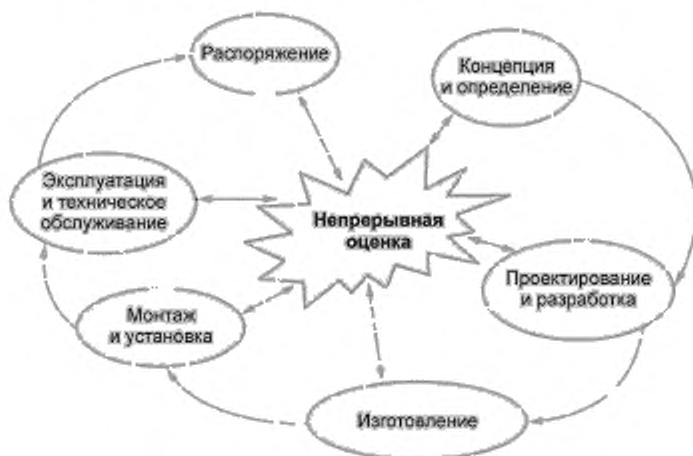 Распоряжение
Концепция
и определение
Эксплуатация
и техническое
обслуживание
Непрерывная
оценка
Проектирование
и разработка
Монтаж
и установка
Изготовление